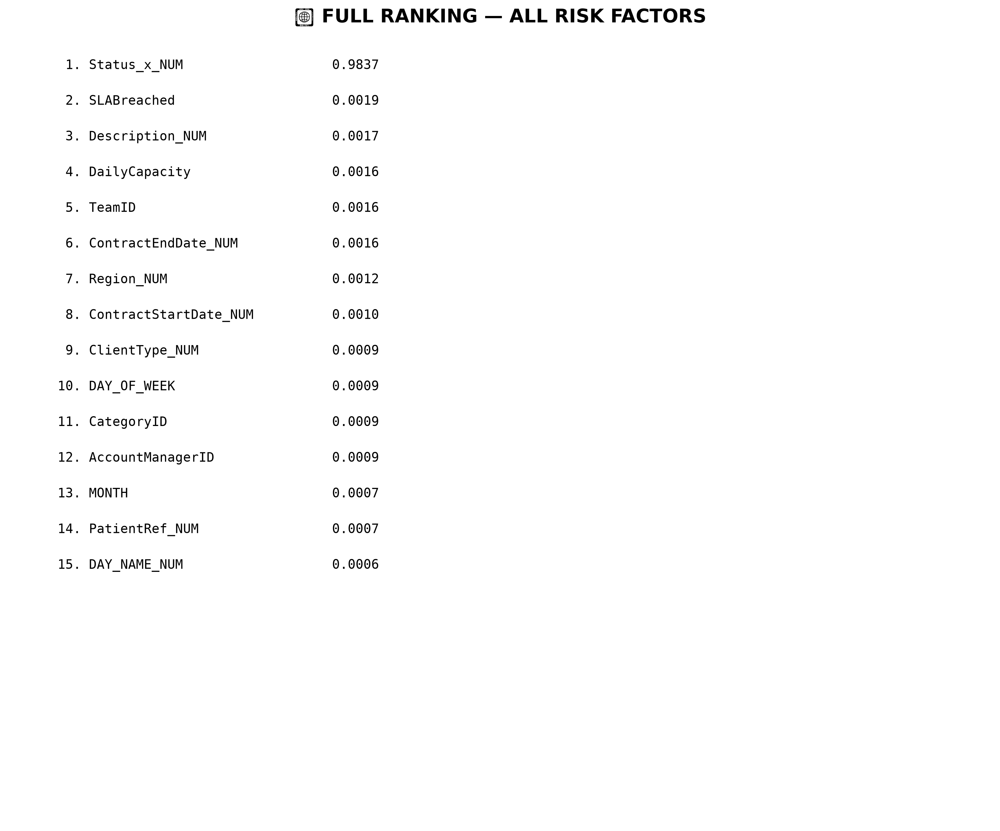 FULL RANKING — ALL RISK FACTORS
1. Status_x_NUM 0.9837
2. SLABreached 0.0019
3. Description_NUM 0.0017
4. DailyCapacity 0.0016
5. TeamID 0.0016
6. ContractEndDate_NUM 0.0016
7. Region_NUM 0.0012
8. ContractStartDate_NUM 0.0010
9. ClientType_NUM 0.0009
10. DAY_OF_WEEK 0.0009
11. CategoryID 0.0009
12. AccountManagerID 0.0009
13. MONTH 0.0007
14. PatientRef_NUM 0.0007
15. DAY_NAME_NUM 0.0006